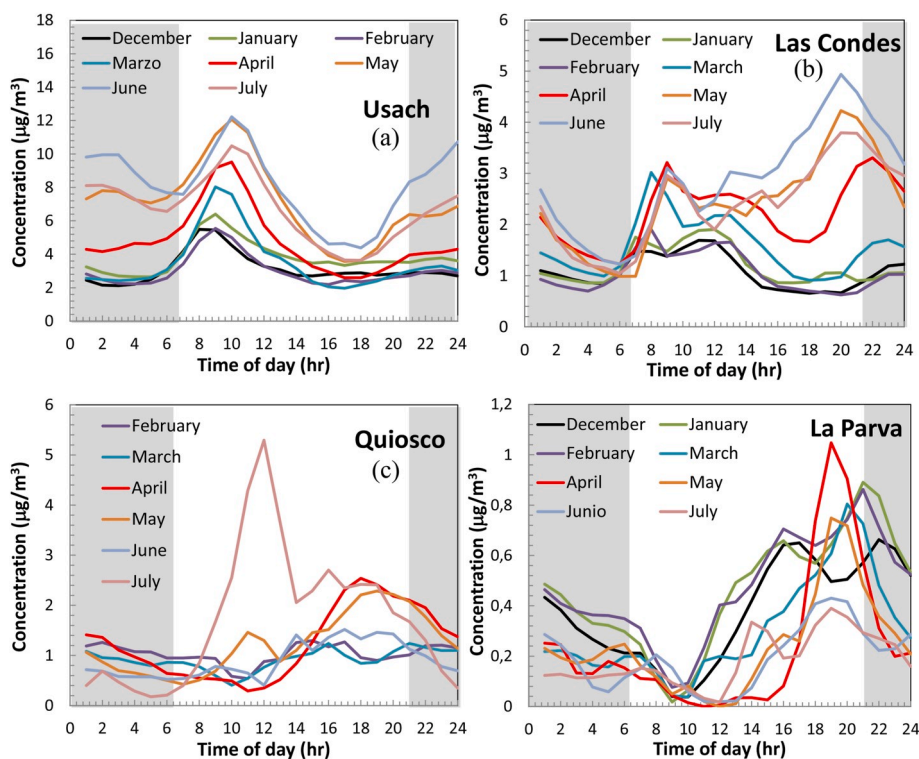 Usach
(a)
December January February
Marzo April May
June July
Concentration (µg/m³)
18
16
14
12
10
8
6
4
2
0
0 2 4 6 8 10 12 14 16 18 20 22 24
Time of day (hr)
Las Condes
(b)
December January
February March
April May
June July
Concentration (µg/m³)
6
5
4
3
2
1
0
0 2 4 6 8 10 12 14 16 18 20 22 24
Time of day (hr)
Quiosco
(c)
February
March
April
May
June
July
Concentration (µg/m³)
6
5
4
3
2
1
0
0 2 4 6 8 10 12 14 16 18 20 22 24
Time of day (hr)
La Parva
December January
February March
April May
Junio July
Concentration (µg/m³)
1,2
1
0,8
0,6
0,4
0,2
0
0 2 4 6 8 10 12 14 16 18 20 22 24
Time of day (hr)